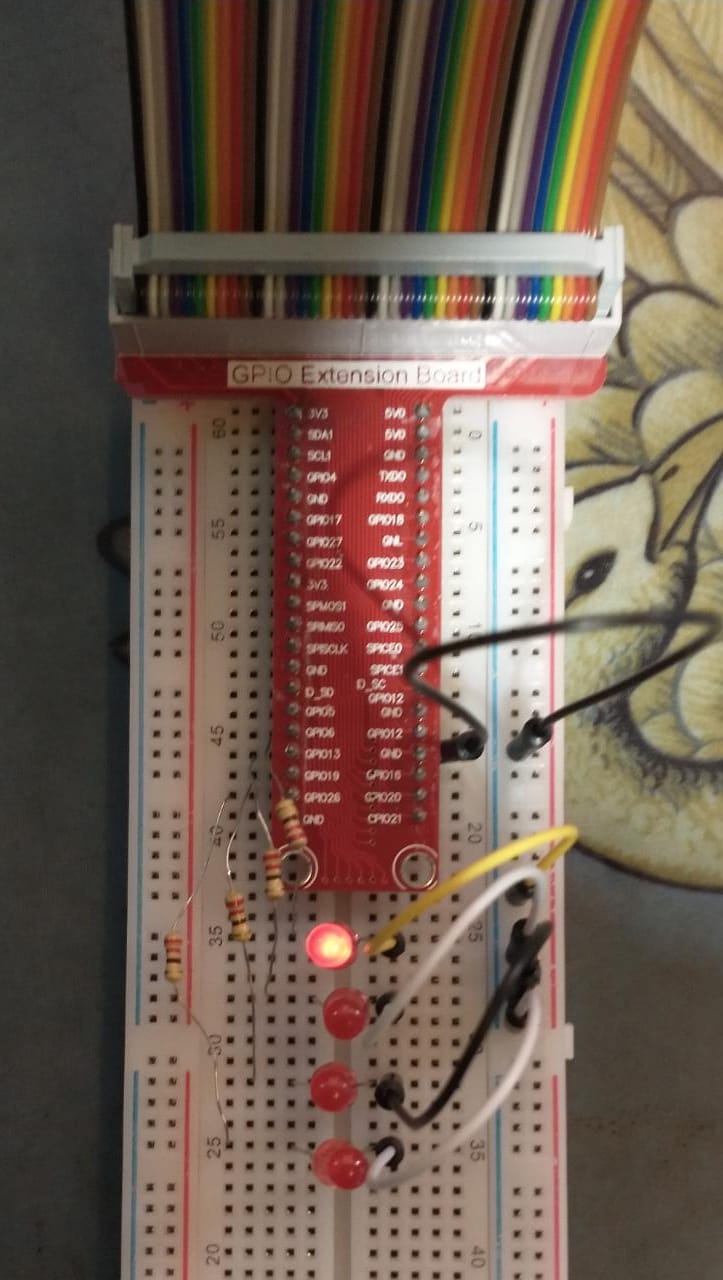 GPIO Extension Board
3V3 5V0
SDA1 5V0
SCL1 GND
GPIO4 TXD0
GND RXD0
GPIO17 GPIO18
GPIO27 GNL
GPIO22 GPIO23
3V3 GPIO24
SPIMOSI GND
SPIMISO GPIO25
SPISCLK SPICE0
GND SPICE1
ID_SD ID_SC
GPIO12
GPIO5 GND
GPIO6 GPIO12
GPIO13 GND
GPIO19 GPIO16
GPIO26 GPIO20
GND GPIO21
60 0
55 5
50 10
45
40 20
35 25
30
25 35
20 40